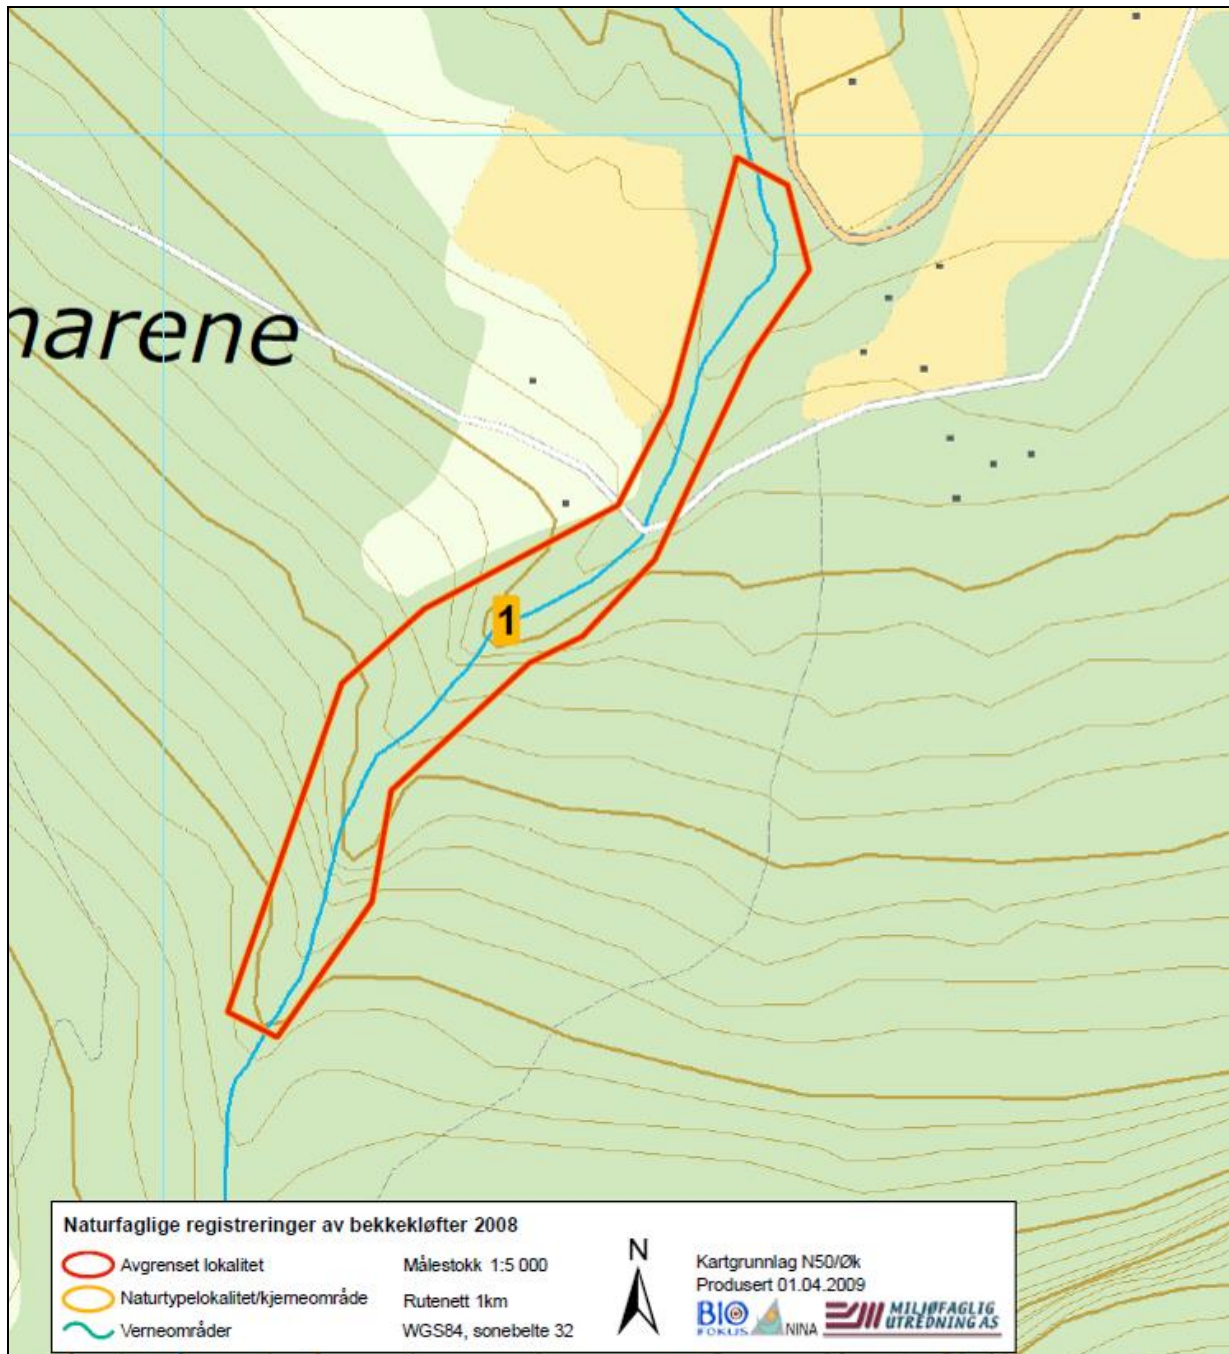 narene
1
Naturfaglige registreringer av bekkekløfter 2008
Avgrenset lokalitet
Naturtypelokalitet/kjerneområde
Verneområder
Målestokk 1:5 000
Rutenett 1km
WGS84, sonebelte 32
N
Kartgrunnlag N50/Øk
Produsert 01.04.2009
BIO
FOKUS
NINA
MILJØFAGLIG
UTREDNING AS